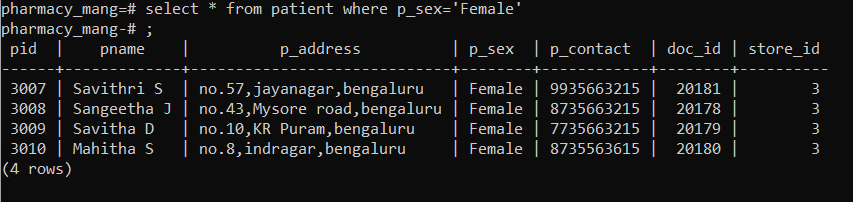 pharmacy_mang=# select * from patient where p_sex='Female'
pharmacy_mang-# ;
 pid  |    pname    |          p_address          | p_sex  | p_contact  | doc_id | store_id
------+-------------+-----------------------------+--------+------------+--------+----------
 3007 | Savithri S  | no.57,jayanagar,bengaluru   | Female | 9935663215 |  20181 |        3
 3008 | Sangeetha J | no.43,Mysore road,bengaluru | Female | 8735663215 |  20178 |        3
 3009 | Savitha D   | no.10,KR Puram,bengaluru    | Female | 7735663215 |  20179 |        3
 3010 | Mahitha S   | no.8,indragar,bengaluru     | Female | 8735563615 |  20180 |        3
(4 rows)